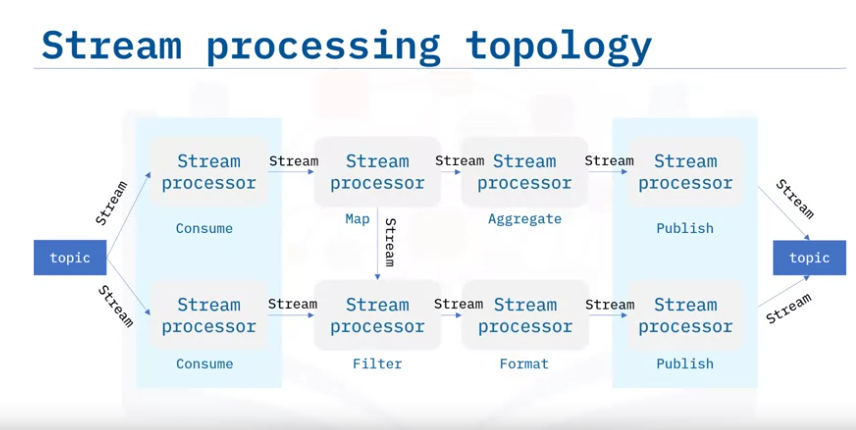 Stream processing topology
Stream
processor
Stream
Stream
processor
Stream
Stream
processor
Stream
Stream
processor
Stream
Stream
Consume
Map
Stream
Aggregate
Publish
topic
topic
Stream
Stream
processor
Stream
Stream
processor
Stream
Stream
processor
Stream
Stream
processor
Stream
Consume
Filter
Format
Publish